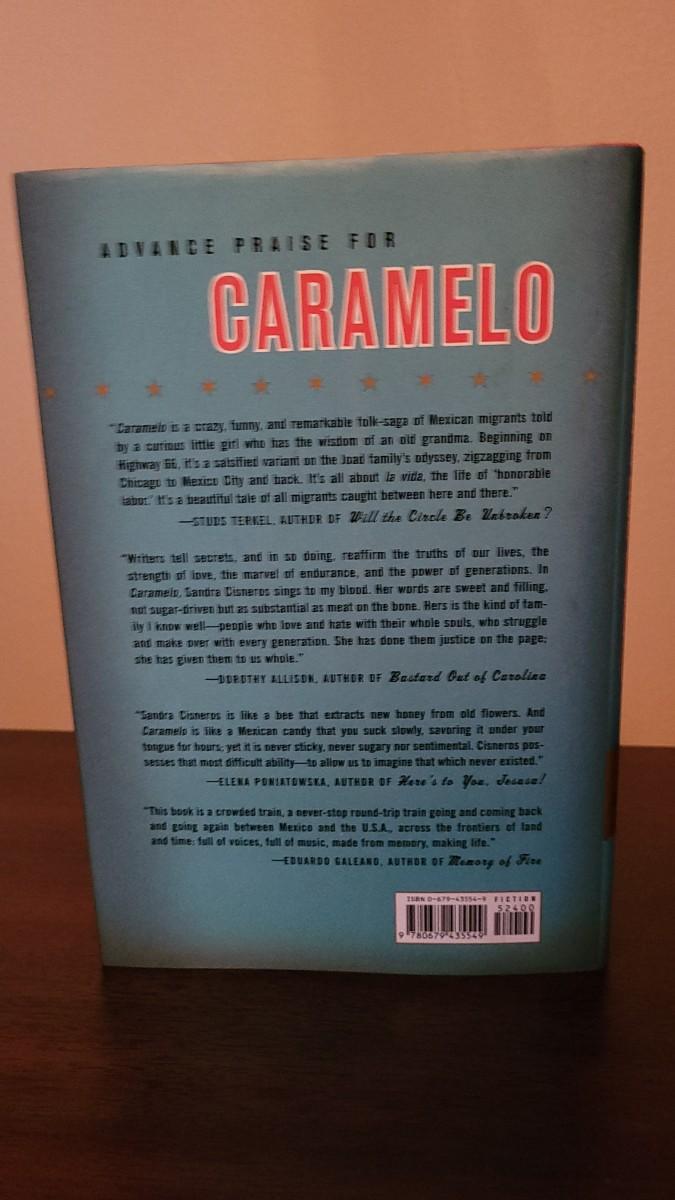 ADVANCE PRAISE FOR
CARAMELO
"Caramelo is a crazy, funny, and remarkable folk-saga of Mexican migrants told
by a curious little girl who has the wisdom of an old grandma. Beginning on
Highway 66, it's a salsified variant on the Joad family's odyssey, zigzagging from
Chicago to Mexico City and back. It's all about la vida, the life of 'honorable
labor.' It's a beautiful tale of all migrants caught between here and there."
—STUDS TERKEL, AUTHOR OF Will the Circle Be Unbroken?
"Writers tell secrets, and in so doing, reaffirm the truths of our lives, the
strength of love, the marvel of endurance, and the power of generations. In
Caramelo, Sandra Cisneros sings to my blood. Her words are sweet and filling,
not sugar-driven but as substantial as meat on the bone. Hers is the kind of fam-
ily I know well—people who love and hate with their whole souls, who struggle
and make over with every generation. She has done them justice on the page;
she has given them to us whole."
—DOROTHY ALLISON, AUTHOR OF Bastard Out of Carolina
"Sandra Cisneros is like a bee that extracts new honey from old flowers. And
Caramelo is like a Mexican candy that you suck slowly, savoring it under your
tongue for hours; yet it is never sticky, never sugary nor sentimental. Cisneros pos-
sesses that most difficult ability—to allow us to imagine that which never existed."
—ELENA PONIATOWSKA, AUTHOR OF Here's to You, Jesusa!
"This book is a crowded train, a never-stop round-trip train going and coming back
and going again between Mexico and the U.S.A., across the frontiers of land
and time: full of voices, full of music, made from memory, making life."
—EDUARDO GALEANO, AUTHOR OF Memory of Fire
ISBN 0-679-43554-9 FICTION
52400
9 780679 435549